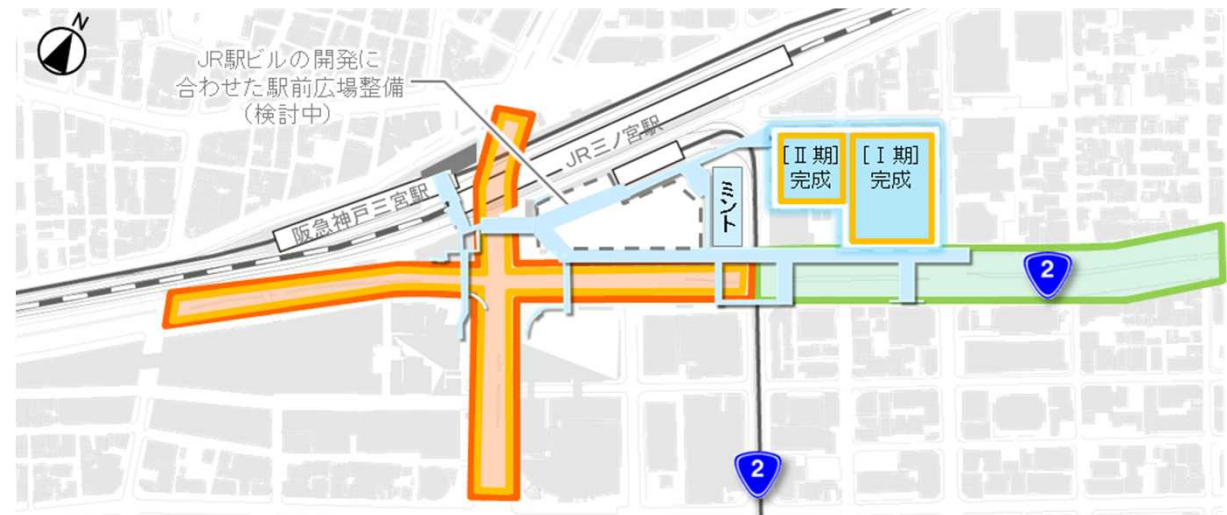 N
JR駅ビルの開発に
合わせた駅前広場整備
(検討中)
JR三ノ宮駅
阪急神戸三宮駅
ミント
[Ⅱ期]
完成
[Ⅰ期]
完成
2
2